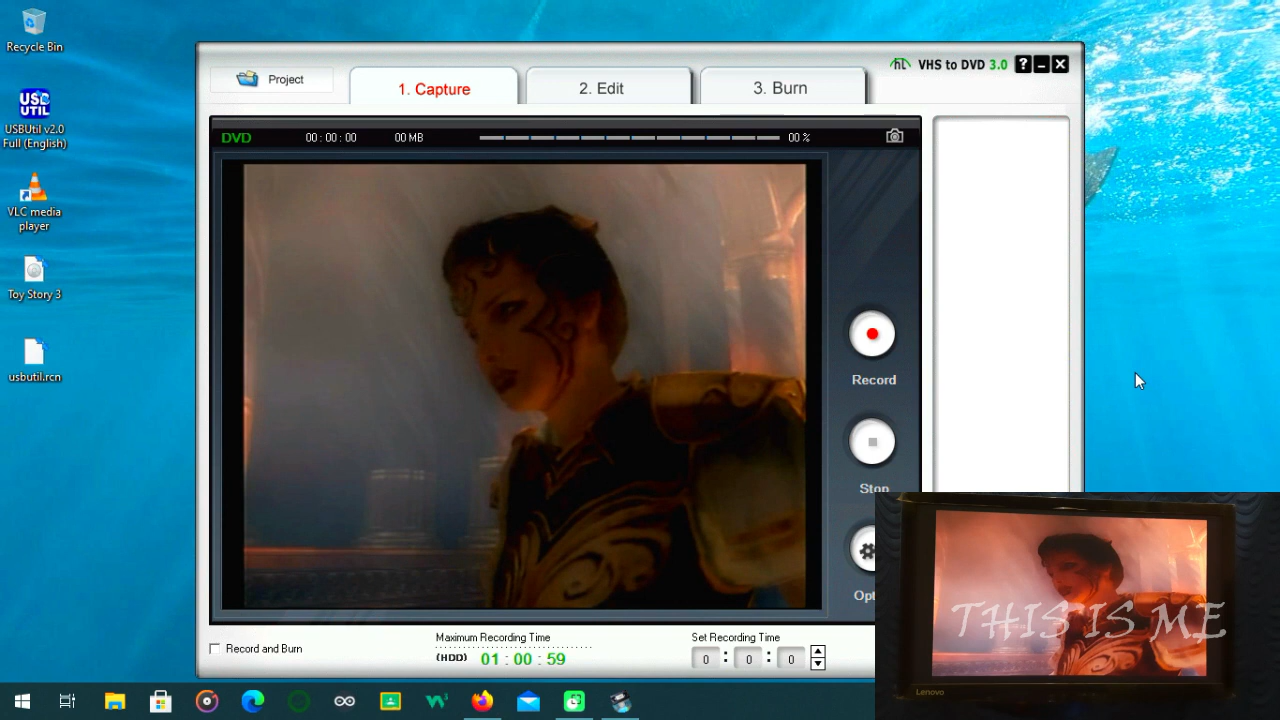 Recycle Bin
USBUtil v2.0
Full (English)
VLC media
player
Toy Story 3
usbutil.rcn
USB
UTIL
Project
1. Capture
2. Edit
3. Burn
VHS to DVD 3.0
?
DVD
00 : 00 : 00
00 MB
00 %
Record
Stop
Opt
Record and Burn
Maximum Recording Time
(HDD) 01 : 00 : 59
Set Recording Time
0 : 0 : 0
THIS IS ME
Lenovo